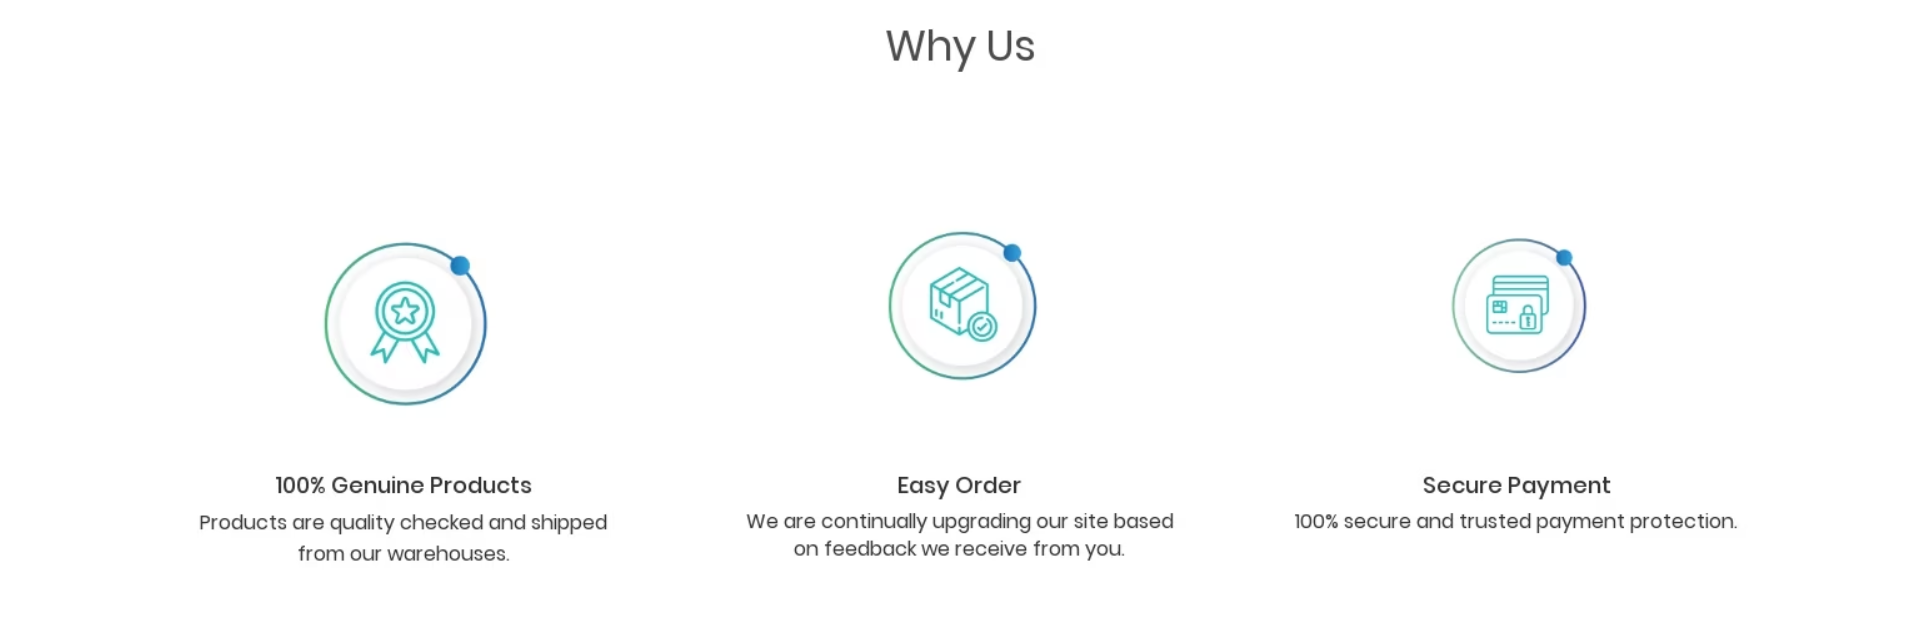 Why Us
100% Genuine Products
Products are quality checked and shipped
from our warehouses.
Easy Order
We are continually upgrading our site based
on feedback we receive from you.
Secure Payment
100% secure and trusted payment protection.